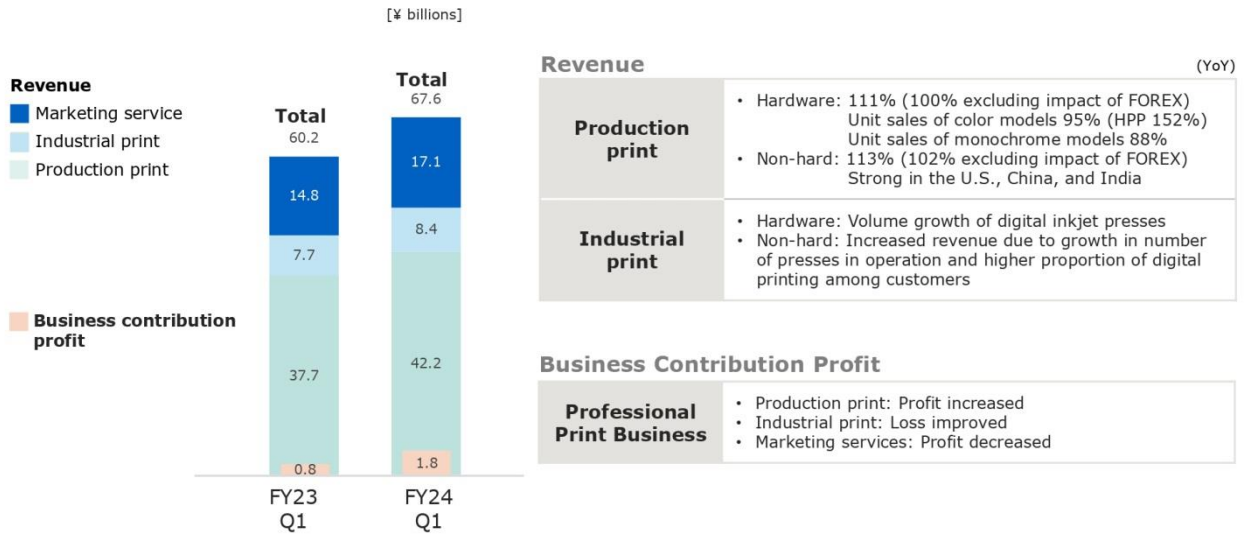 [¥ billions]
Revenue
Marketing service
Industrial print
Production print
Business contribution
profit
Total
60.2
14.8
7.7
37.7
0.8
FY23
Q1
Total
67.6
17.1
8.4
42.2
1.8
FY24
Q1
Revenue
(YoY)
Production
print
• Hardware: 111% (100% excluding impact of FOREX)
Unit sales of color models 95% (HPP 152%)
Unit sales of monochrome models 88%
• Non-hard: 113% (102% excluding impact of FOREX)
Strong in the U.S., China, and India
Industrial
print
• Hardware: Volume growth of digital inkjet presses
• Non-hard: Increased revenue due to growth in number
of presses in operation and higher proportion of digital
printing among customers
Business Contribution Profit
Professional
Print Business
• Production print: Profit increased
• Industrial print: Loss improved
• Marketing services: Profit decreased